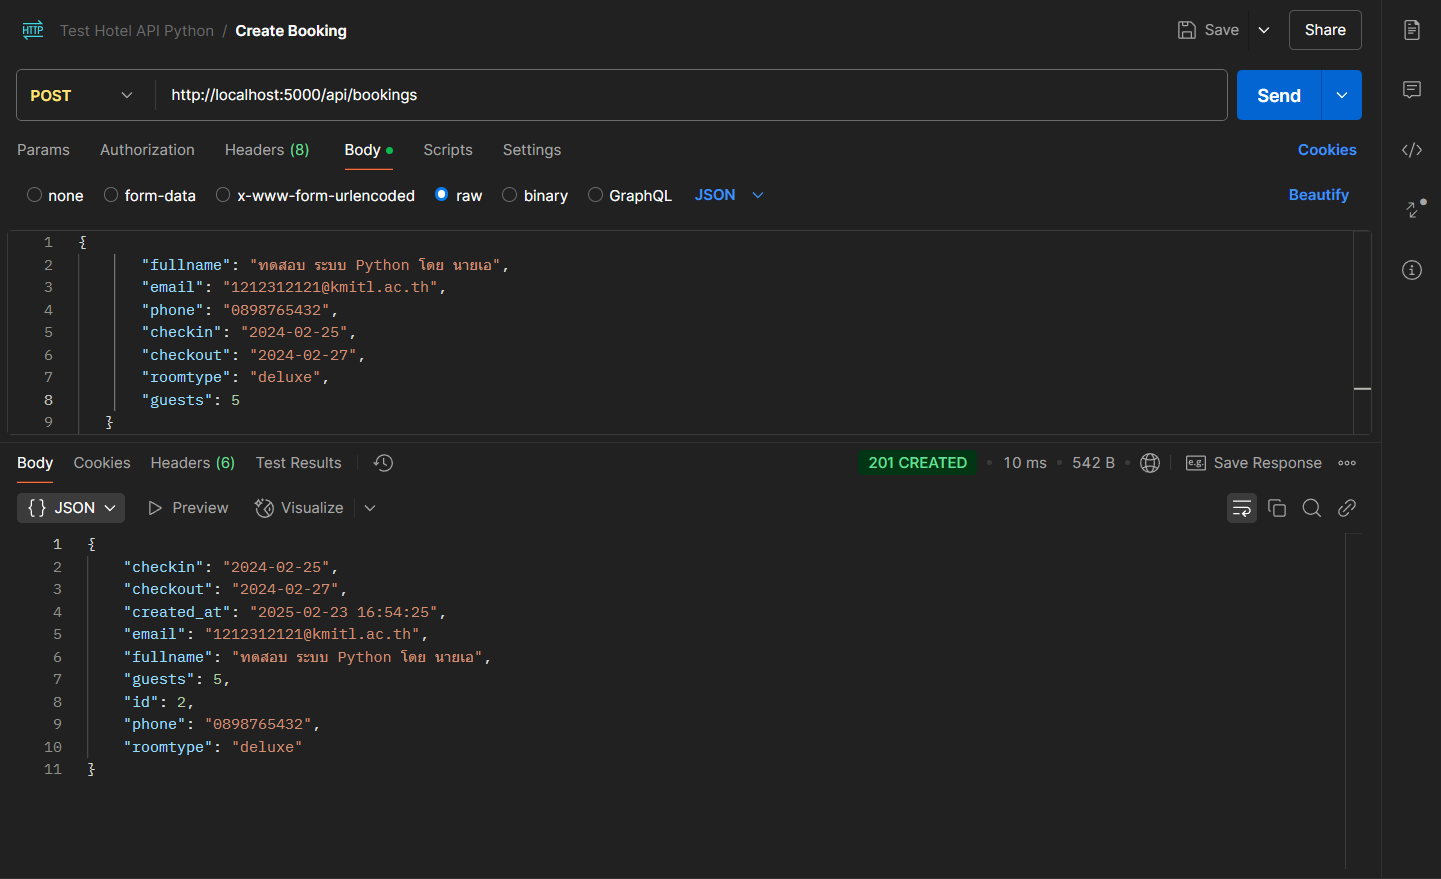 HTTP Test Hotel API Python / Create Booking Save Share
POST http://localhost:5000/api/bookings Send
Params Authorization Headers (8) Body Scripts Settings Cookies
none form-data x-www-form-urlencoded raw binary GraphQL JSON Beautify
1 {
2 "fullname": "ทดสอบ ระบบ Python โดย นายเอ",
3 "email": "1212312121@kmitl.ac.th",
4 "phone": "0898765432",
5 "checkin": "2024-02-25",
6 "checkout": "2024-02-27",
7 "roomtype": "deluxe",
8 "guests": 5
9 }
Body Cookies Headers (6) Test Results 201 CREATED 10 ms 542 B e.g. Save Response
{} JSON Preview Visualize
1 {
2 "checkin": "2024-02-25",
3 "checkout": "2024-02-27",
4 "created_at": "2025-02-23 16:54:25",
5 "email": "1212312121@kmitl.ac.th",
6 "fullname": "ทดสอบ ระบบ Python โดย นายเอ",
7 "guests": 5,
8 "id": 2,
9 "phone": "0898765432",
10 "roomtype": "deluxe"
11 }